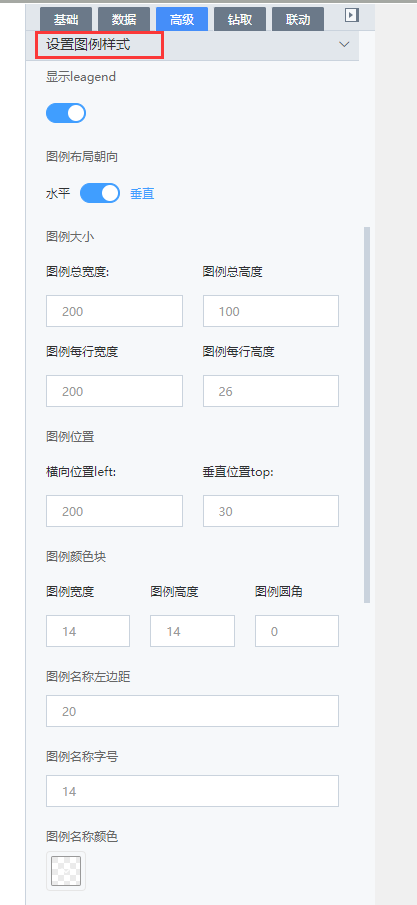 基础 数据 高级 钻取 联动
设置图例样式
显示leagend
图例布局朝向
水平 垂直
图例大小
图例总宽度: 图例总高度
200 100
图例每行宽度 图例每行高度
200 26
图例位置
横向位置left: 垂直位置top:
200 30
图例颜色块
图例宽度 图例高度 图例圆角
14 14 0
图例名称左边距
20
图例名称字号
14
图例名称颜色